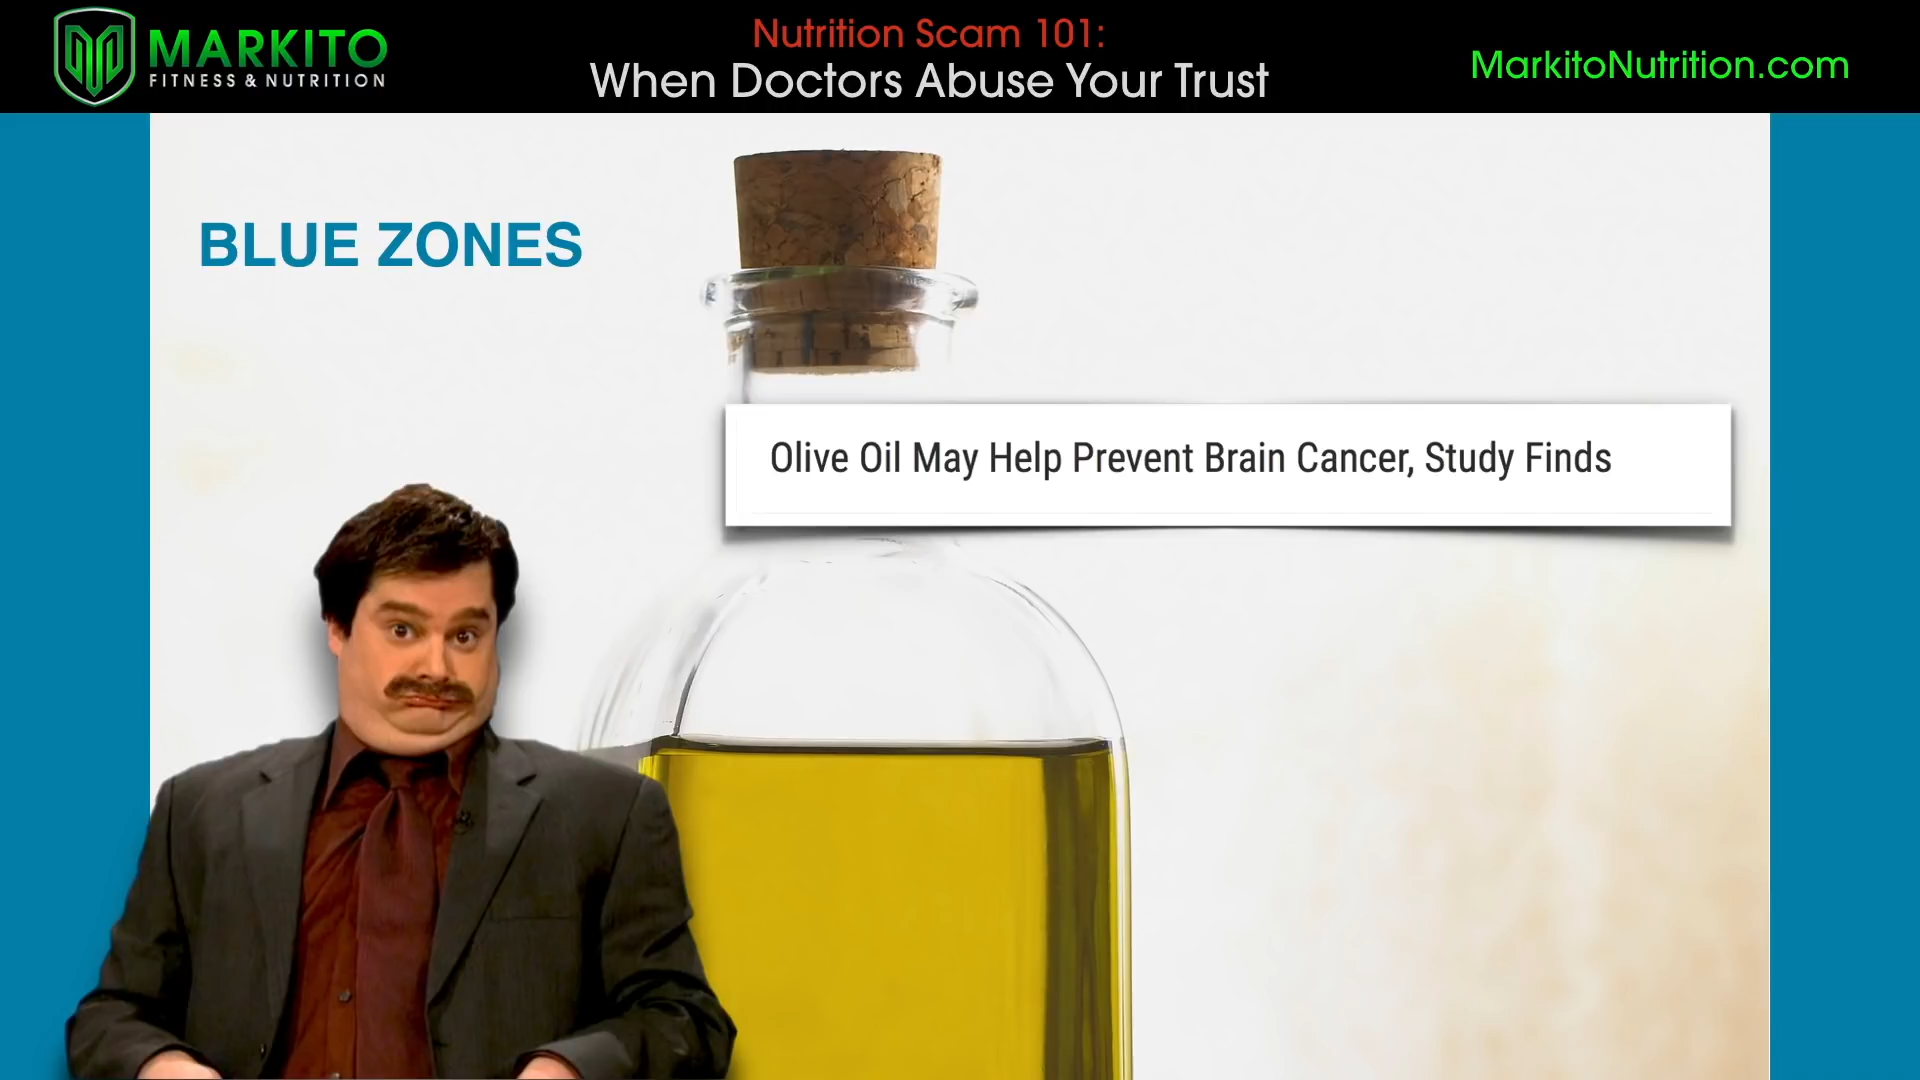 MARKITO
FITNESS & NUTRITION
Nutrition Scam 101:
When Doctors Abuse Your Trust
MarkitoNutrition.com
BLUE ZONES
Olive Oil May Help Prevent Brain Cancer, Study Finds